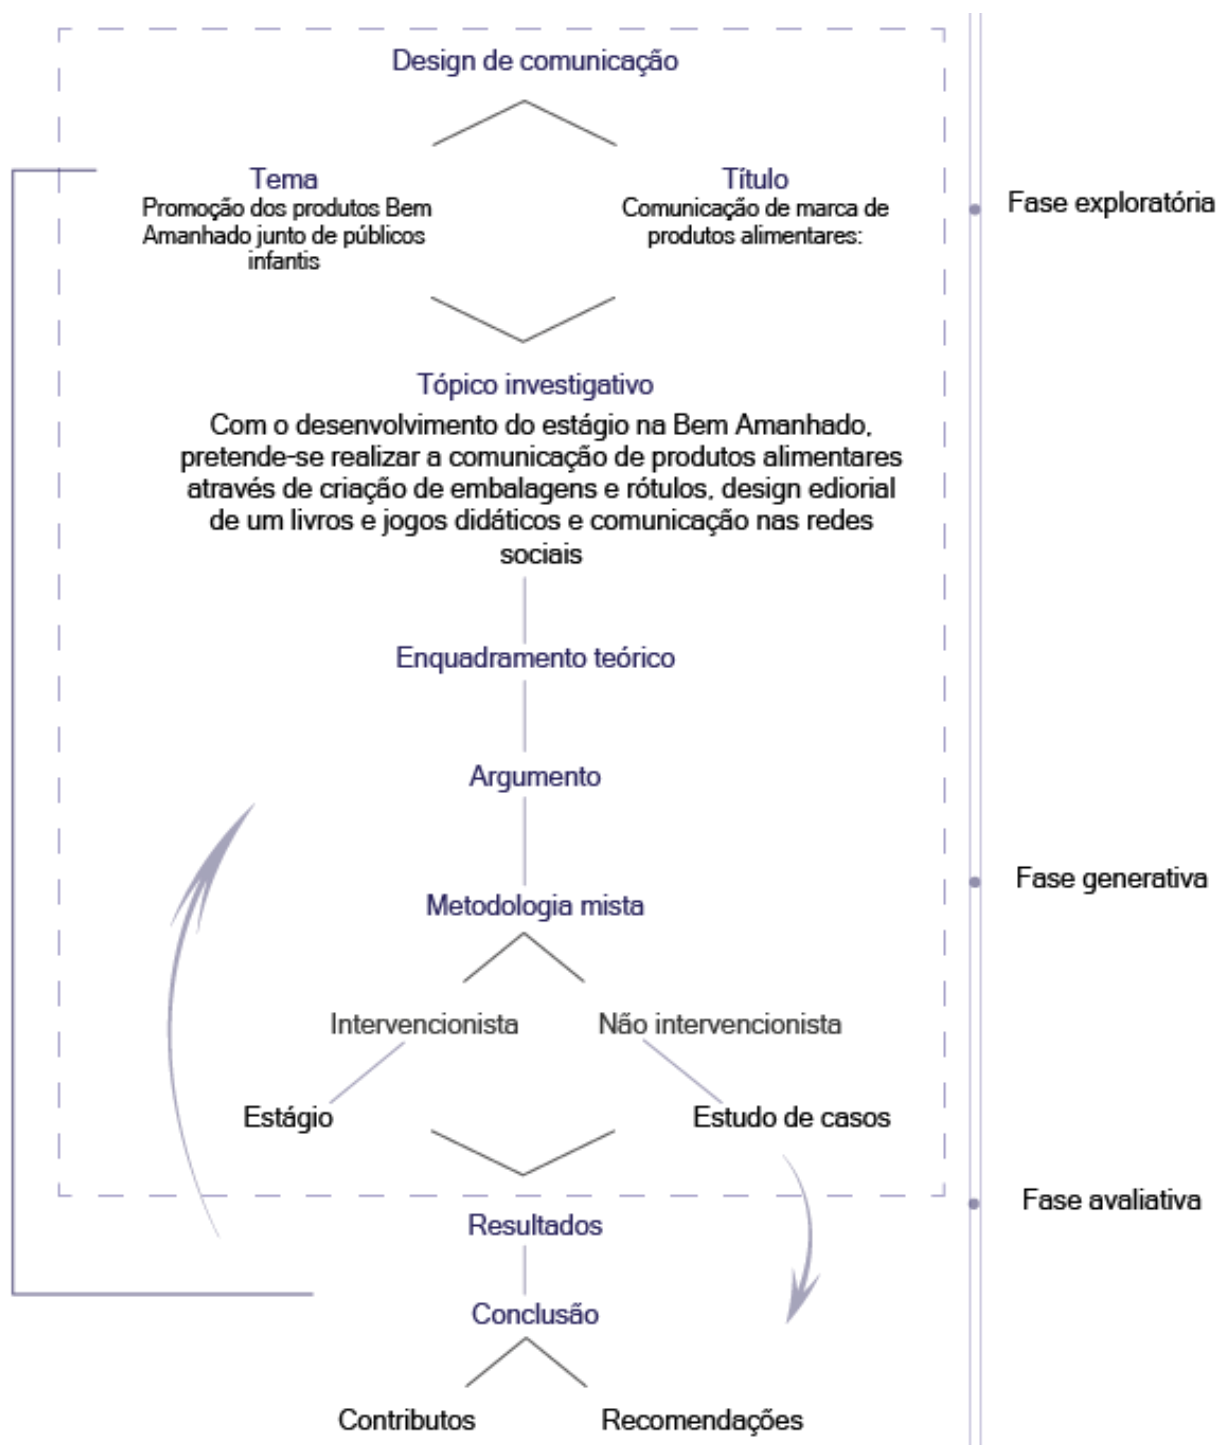 Design de comunicação
Tema
Promoção dos produtos Bem
Amanhado junto de públicos
infantis
Título
Comunicação de marca de
produtos alimentares:
Fase exploratória
Tópico investigativo
Com o desenvolvimento do estágio na Bem Amanhado,
pretende-se realizar a comunicação de produtos alimentares
através de criação de embalagens e rótulos, design ediorial
de um livros e jogos didáticos e comunicação nas redes
sociais
Enquadramento teórico
Argumento
Fase generativa
Metodologia mista
Intervencionista
Não intervencionista
Estágio
Estudo de casos
Fase avaliativa
Resultados
Conclusão
Contributos
Recomendações